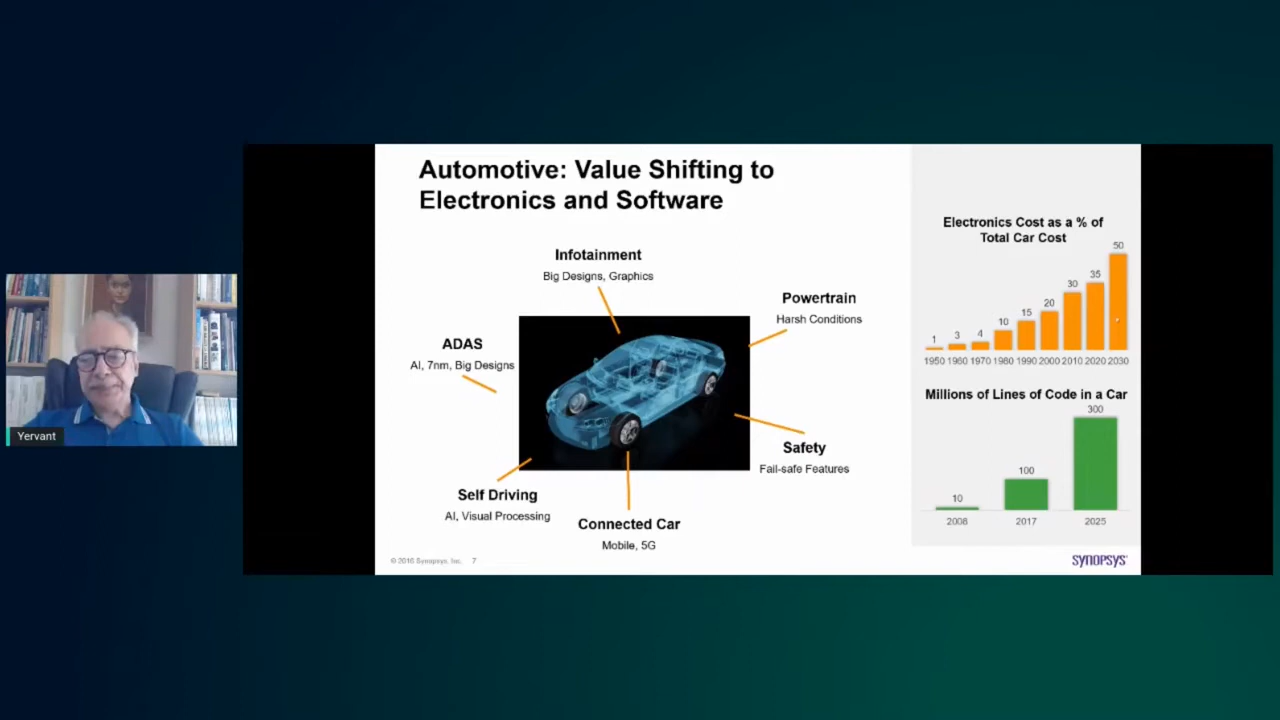 Automotive: Value Shifting to
Electronics and Software
Infotainment
Big Designs, Graphics
Powertrain
Harsh Conditions
ADAS
AI, 7nm, Big Designs
Safety
Fail-safe Features
Self Driving
AI, Visual Processing
Connected Car
Mobile, 5G
Electronics Cost as a % of
Total Car Cost
1 3 4 10 15 20 30 35 50
1950 1960 1970 1980 1990 2000 2010 2020 2030
Millions of Lines of Code in a Car
10 100 300
2008 2017 2025
Synopsys, Inc. 7
SYNOPSYS
Yervant